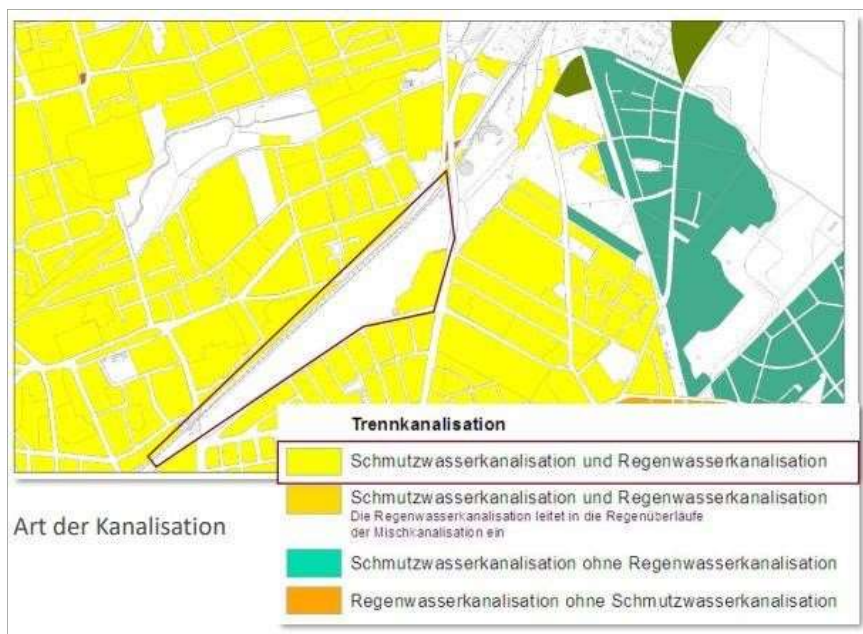 Trennkanalisation
Schmutzwasserkanalisation und Regenwasserkanalisation
Schmutzwasserkanalisation und Regenwasserkanalisation
Die Regenwasserkanalisation leitet in die Regenüberläufe
der Mischkanalisation ein
Art der Kanalisation
Schmutzwasserkanalisation ohne Regenwasserkanalisation
Regenwasserkanalisation ohne Schmutzwasserkanalisation